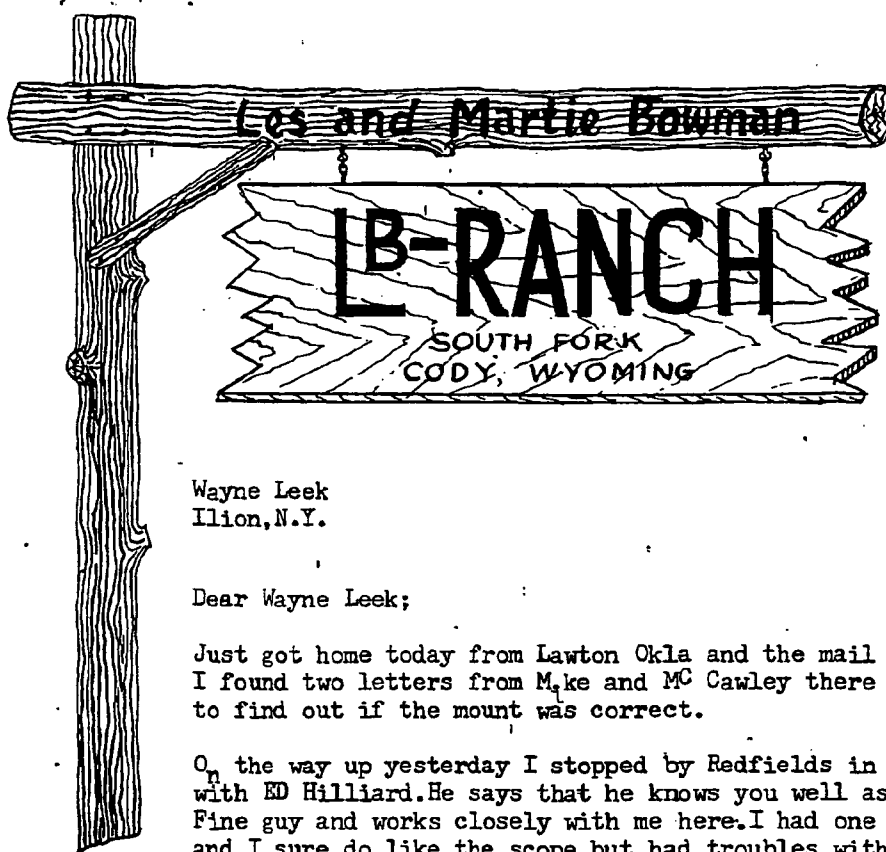 Les and Martie Bowman
LB-RANCH
SOUTH FORK
CODY, WYOMING
Wayne Leek
Ilion,N.Y.
Dear Wayne Leek;
Just got home today from Lawton Okla and the mail
I found two letters from Mike and MC Cawley there
to find out if the mount was correct.
On the way up yesterday I stopped by Redfields in
with ED Hilliard.He says that he knows you well as
Fine guy and works closely with me here.I had one
and I sure do like the scope but had troubles with